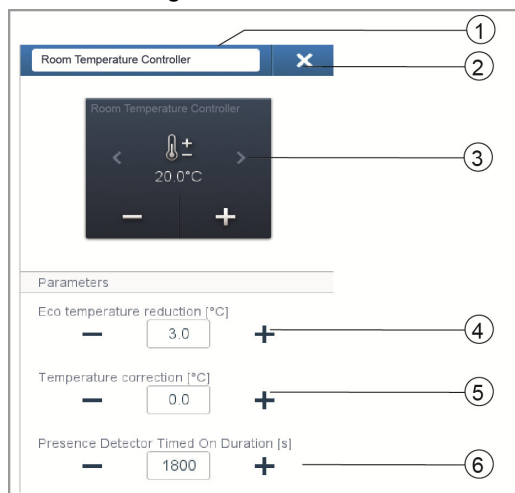 1
Room Temperature Controller
2
Room Temperature Controller
3
20.0°C
Parameters
Eco temperature reduction [°C]
3.0
4
Temperature correction [°C]
0.0
5
Presence Detector Timed On Duration [s]
1800
6